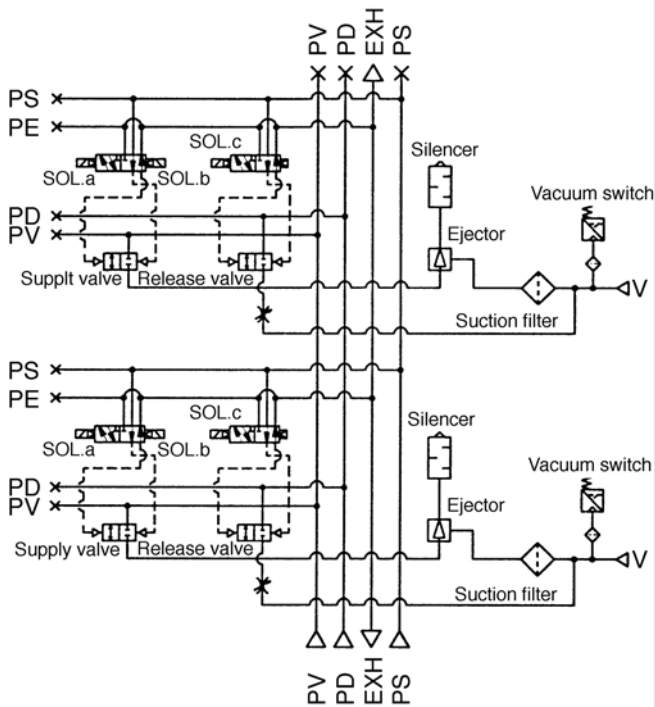 PV PD EXH PS
PS
PE
SOL.c
SOL.a SOL.b
Silencer
Vacuum switch
PD
PV
Ejector
Supplt valve Release valve
V
Suction filter
PS
PE
SOL.c
SOL.a SOL.b
Silencer
Vacuum switch
PD
PV
Ejector
Supply valve Release valve
V
Suction filter
PV PD EXH PS